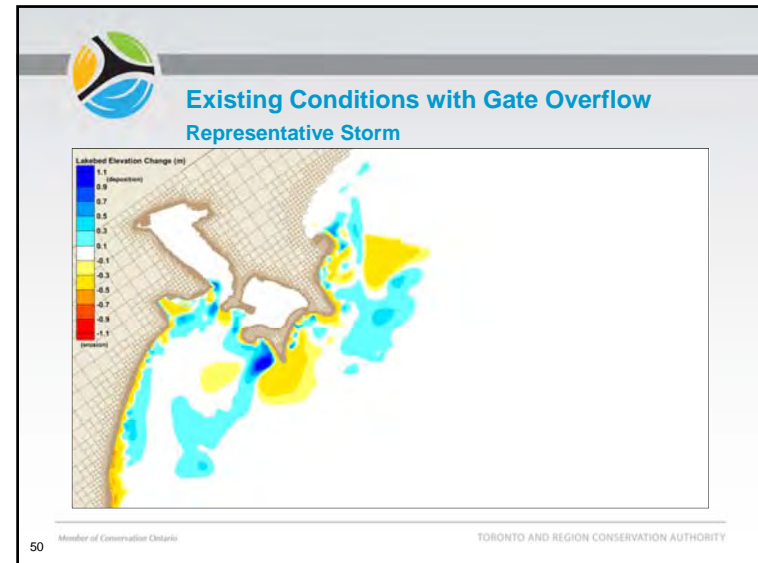 Existing Conditions with Gate Overflow
Representative Storm
Lakebed Elevation Change (m)
1.1
(deposition)
0.9
0.7
0.5
0.3
0.1
-0.1
-0.3
-0.5
-0.7
-0.9
-1.1
(erosion)
50
Member of Conservation Ontario
TORONTO AND REGION CONSERVATION AUTHORITY